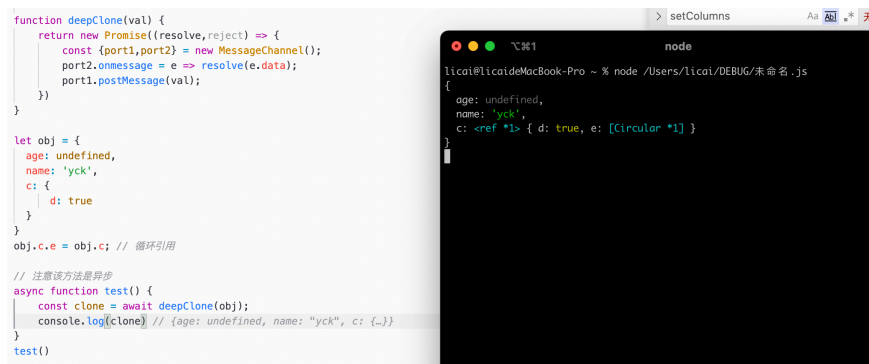 function deepClone(val) {
    return new Promise((resolve,reject) => {
        const {port1,port2} = new MessageChannel();
        port2.onmessage = e => resolve(e.data);
        port1.postMessage(val);
    })
}
let obj = {
  age: undefined,
  name: 'yck',
  c: {
    d: true
  }
}
obj.c.e = obj.c; // 循环引用
// 注意该方法是异步
async function test() {
    const clone = await deepClone(obj);
    console.log(clone) // {age: undefined, name: "yck", c: {…}}
}
test()
> setColumns Aa Abl .*
⌥⌘1 node
licai@licaideMacBook-Pro ~ % node /Users/licai/DEBUG/未命名.js
{
  age: undefined,
  name: 'yck',
  c: <ref *1> { d: true, e: [Circular *1] }
}